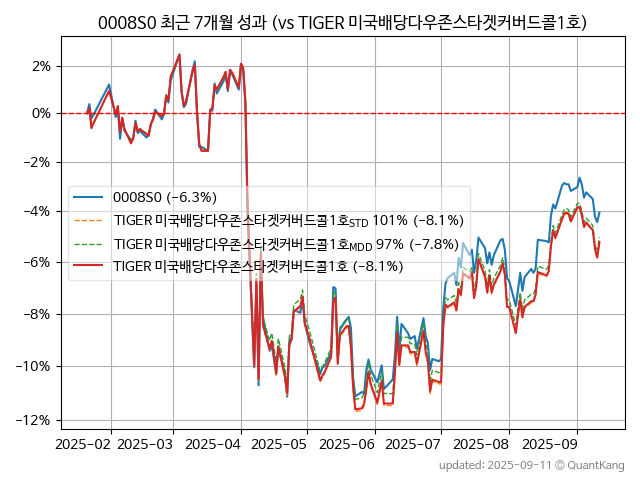 0008S0 최근 7개월 성과 (vs TIGER 미국배당다우존스타겟커버드콜1호)
2%
0%
−2%
−4%
−6%
−8%
−10%
−12%
0008S0 (−6.3%)
TIGER 미국배당다우존스타겟커버드콜1호STD 101% (−8.1%)
TIGER 미국배당다우존스타겟커버드콜1호MDD 97% (−7.8%)
TIGER 미국배당다우존스타겟커버드콜1호 (−8.1%)
2025-02 2025-03 2025-04 2025-05 2025-06 2025-07 2025-08 2025-09
updated: 2025-09-11 © QuantKang